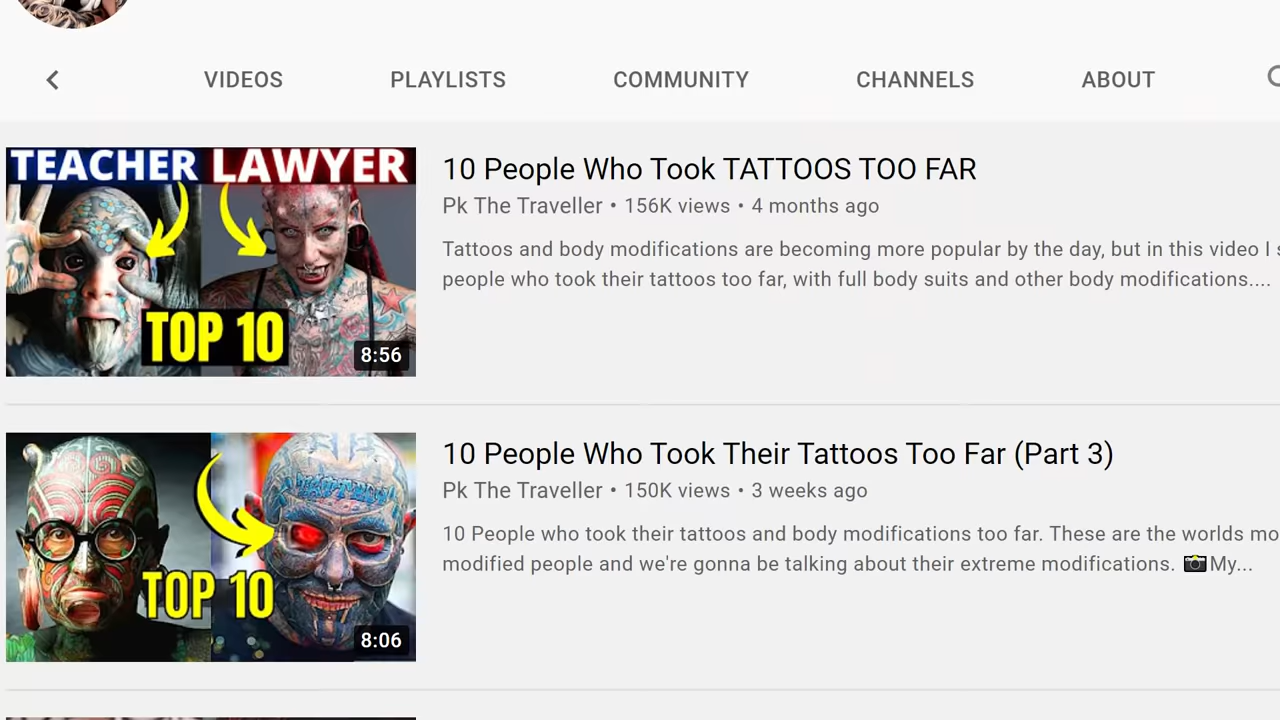 VIDEOS
PLAYLISTS
COMMUNITY
CHANNELS
ABOUT
TEACHER LAWYER
TOP 10
8:56
10 People Who Took TATTOOS TOO FAR
Pk The Traveller • 156K views • 4 months ago
Tattoos and body modifications are becoming more popular by the day, but in this video I s
people who took their tattoos too far, with full body suits and other body modifications....
TOP 10
8:06
10 People Who Took Their Tattoos Too Far (Part 3)
Pk The Traveller • 150K views • 3 weeks ago
10 People who took their tattoos and body modifications too far. These are the worlds mo
modified people and we're gonna be talking about their extreme modifications. 📷My...